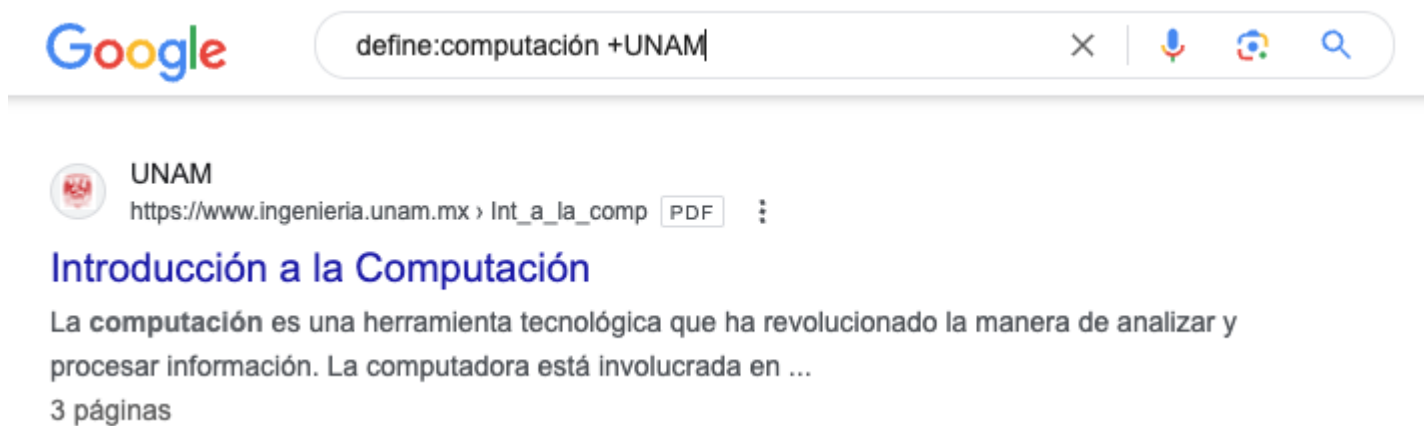 Google
define:computación +UNAM
UNAM
https://www.ingenieria.unam.mx › Int_a_la_comp PDF
Introducción a la Computación
La computación es una herramienta tecnológica que ha revolucionado la manera de analizar y
procesar información. La computadora está involucrada en ...
3 páginas